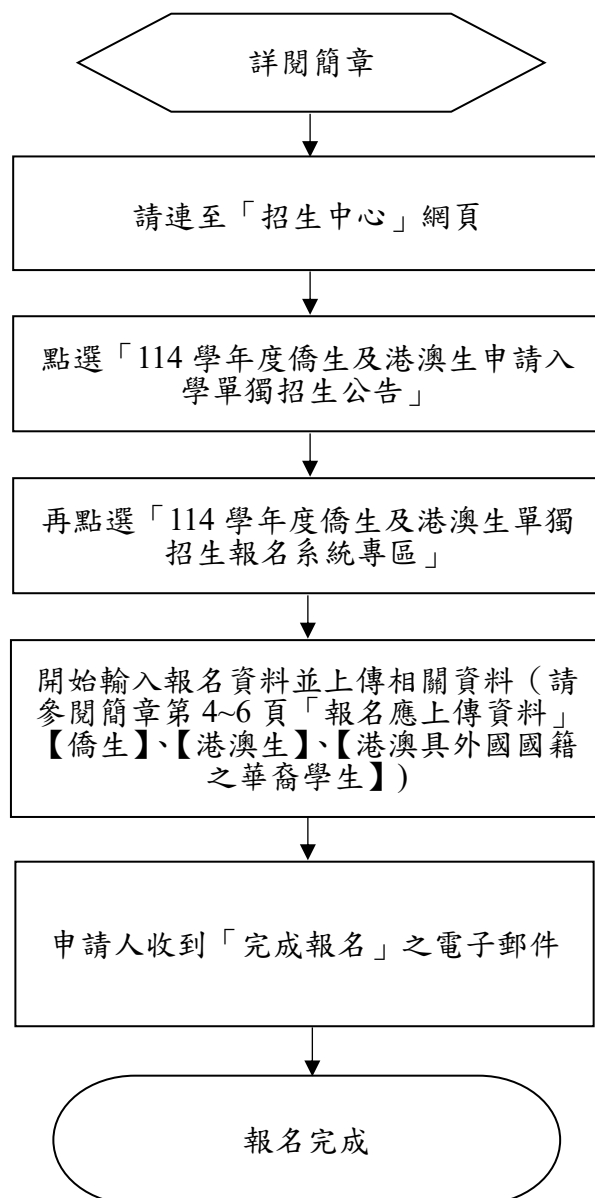 詳閱簡章
請連至「招生中心」網頁
點選「114 學年度僑生及港澳生申請入
學單獨招生公告」
再點選「114 學年度僑生及港澳生單獨
招生報名系統專區」
開始輸入報名資料並上傳相關資料（請
參閱簡章第 4~6 頁「報名應上傳資料」
【僑生】、【港澳生】、【港澳具外國國籍
之華裔學生】)
申請人收到「完成報名」之電子郵件
報名完成